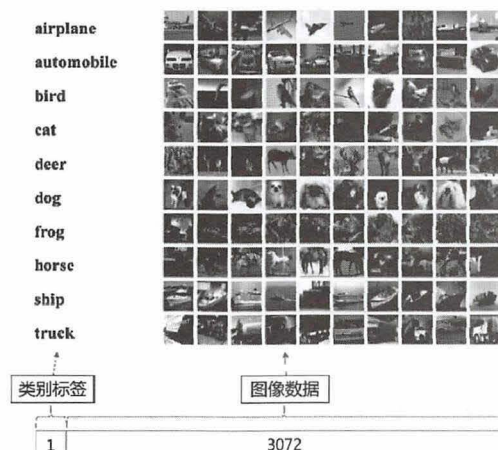 airplane
automobile
bird
cat
deer
dog
frog
horse
ship
truck
类别标签 图像数据
1 3072